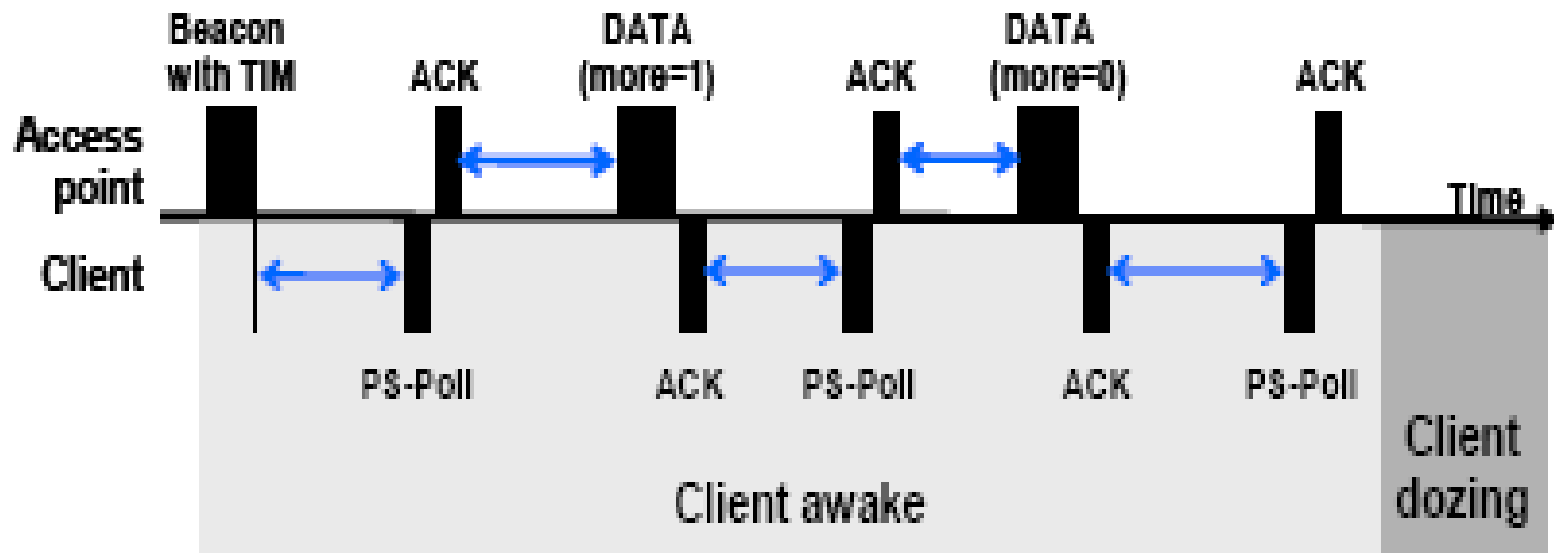 Beacon
with TIM
ACK
DATA
(more=1)
ACK
DATA
(more=0)
ACK
Access
point
Time
Client
PS-Poll
ACK
PS-Poll
ACK
PS-Poll
Client awake
Client
dozing